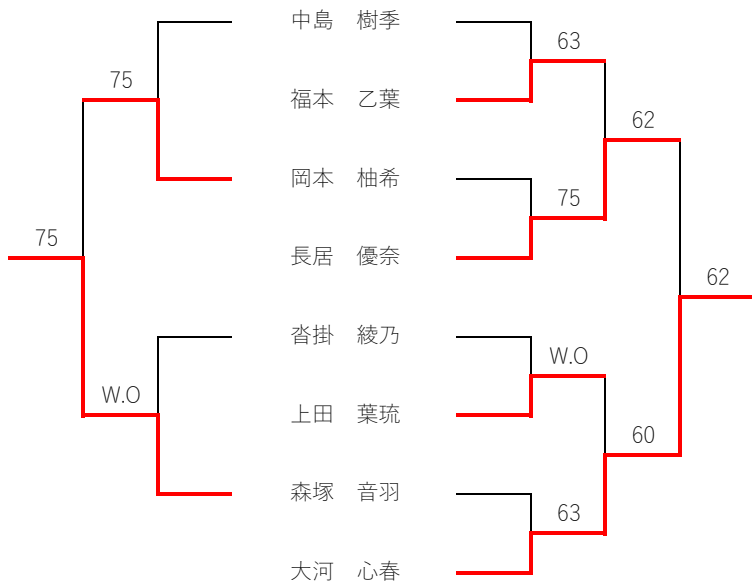 中島　樹季
63
75
福本　乙葉
62
岡本　柚希
75
75
長居　優奈
62
沓掛　綾乃
W.O
W.O
上田　葉琉
60
森塚　音羽
63
大河　心春